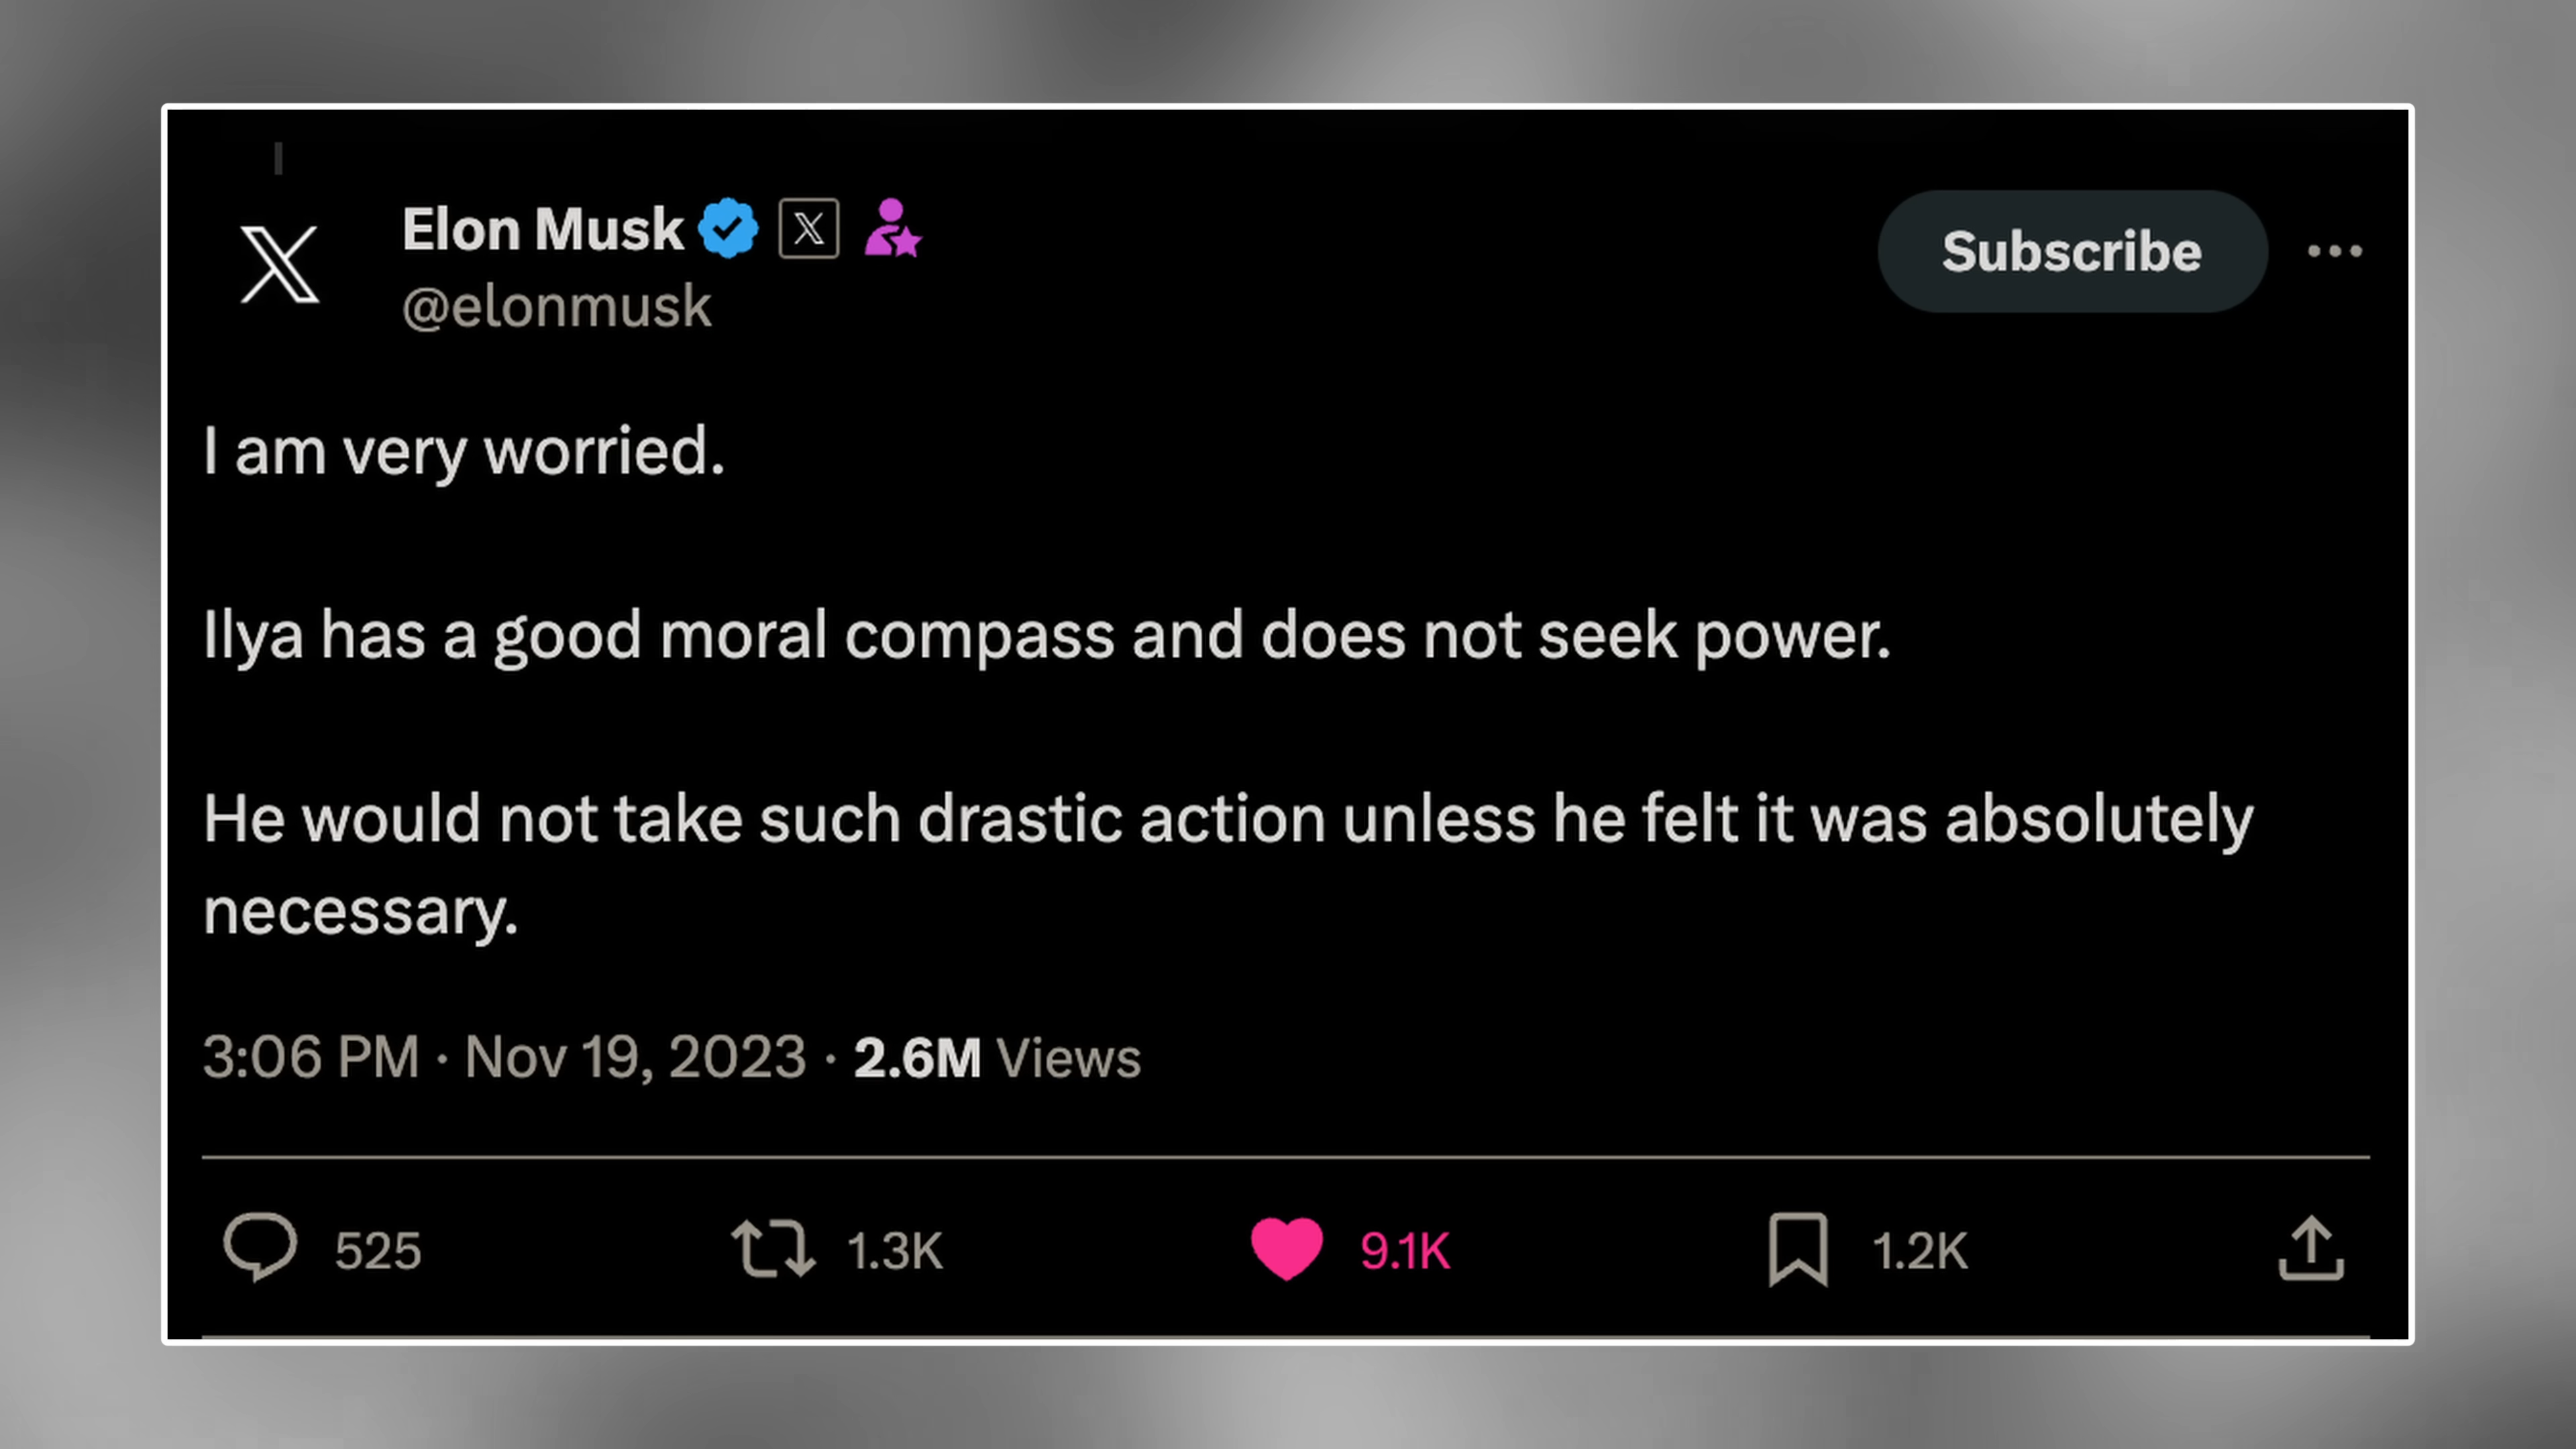 Elon Musk
Subscribe
@elonmusk
I am very worried.
Ilya has a good moral compass and does not seek power.
He would not take such drastic action unless he felt it was absolutely
necessary.
3:06 PM · Nov 19, 2023 · 2.6M Views
525 1.3K 9.1K 1.2K